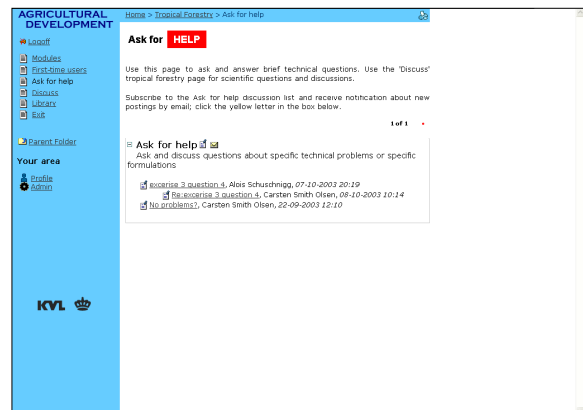 AGRICULTURAL
DEVELOPMENT
Home > Tropical Forestry > Ask for help
Logoff
Modules
First-time users
Ask for help
Discuss
Library
Exit
Parent Folder
Your area
Profile
Admin
KVL
Ask for HELP
Use this page to ask and answer brief technical questions. Use the 'Discuss'
tropical forestry page for scientific questions and discussions.
Subscribe to the Ask for help discussion list and receive notification about new
postings by email; click the yellow letter in the box below.
1 of 1
Ask for help
Ask and discuss questions about specific technical problems or specific
formulations
excerise 3 question 4, Alois Schuschnigg, 07-10-2003 20:19
Re:excerise 3 question 4, Carsten Smith Olsen, 08-10-2003 10:14
No problems?, Carsten Smith Olsen, 22-09-2003 12:10